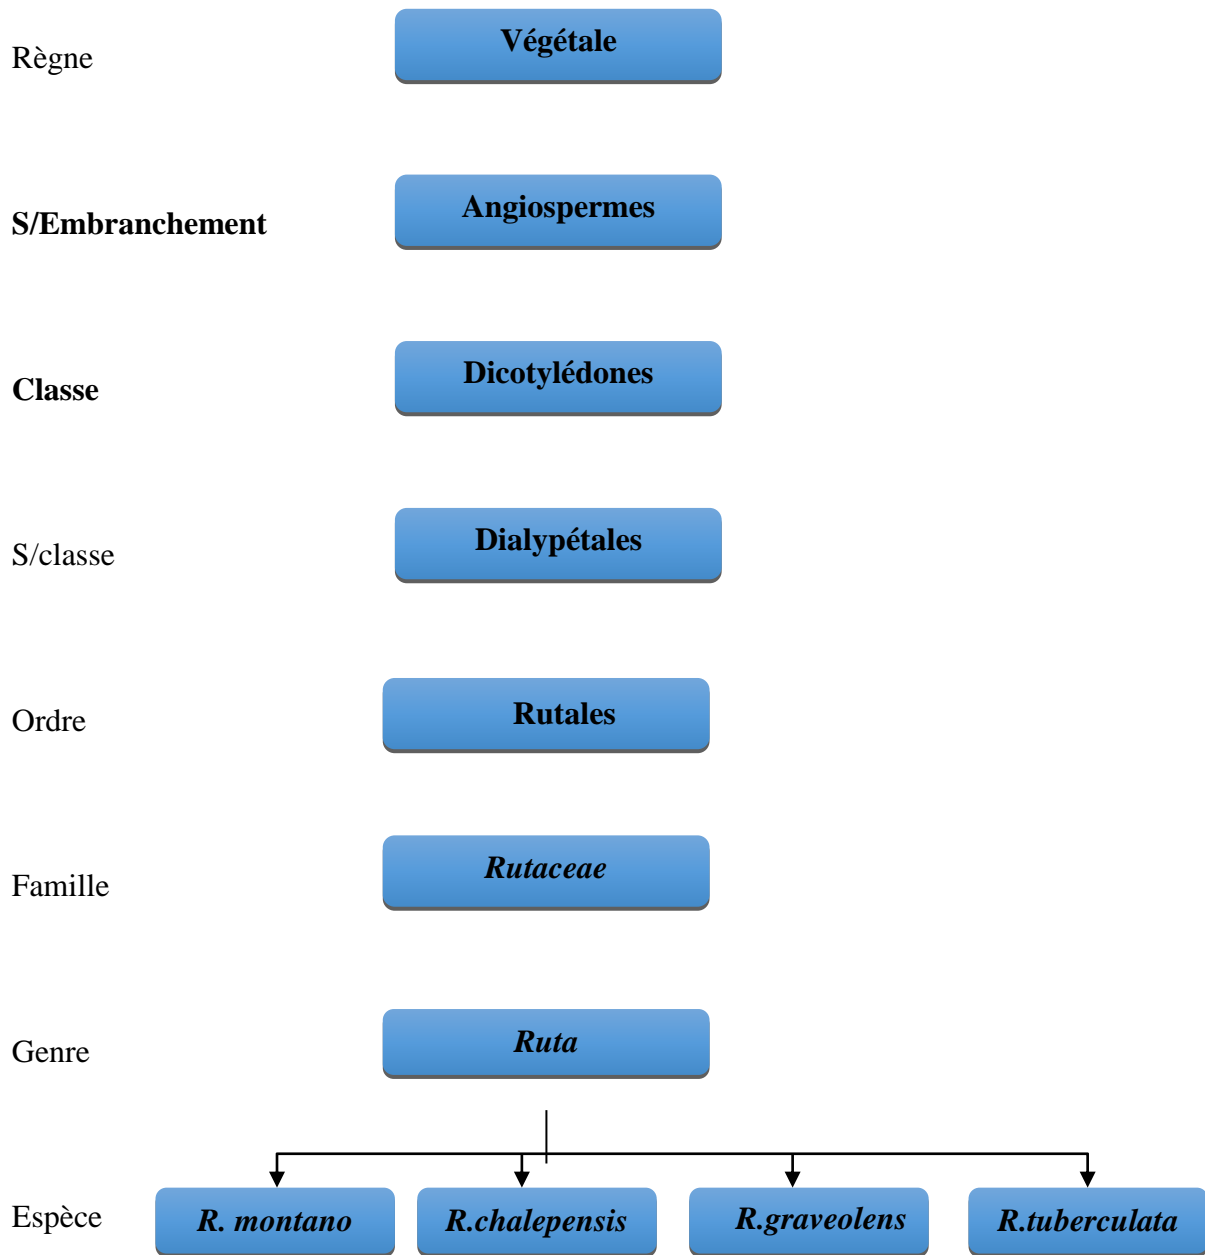 Règne Végétale
S/Embranchement Angiospermes
Classe Dicotylédones
S/classe Dialypétales
Ordre Rutales
Famille Rutaceae
Genre Ruta
Espèce R. montano R.chalepensis R.graveolens R.tuberculata